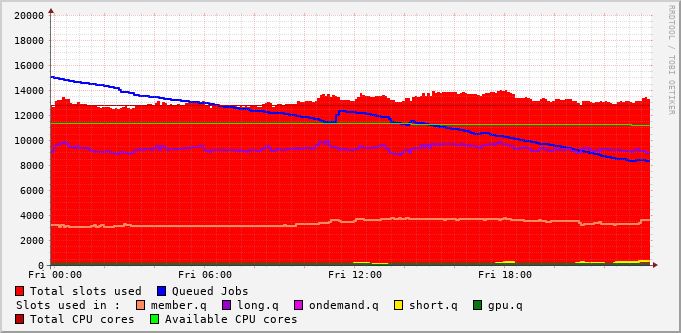 20000
18000
16000
14000
12000
10000
8000
6000
4000
2000
0
Fri 00:00 Fri 06:00 Fri 12:00 Fri 18:00
RRDTOOL / TOBI OETIKER
Total slots used Queued Jobs
Slots used in : member.q long.q ondemand.q short.q gpu.q
Total CPU cores Available CPU cores